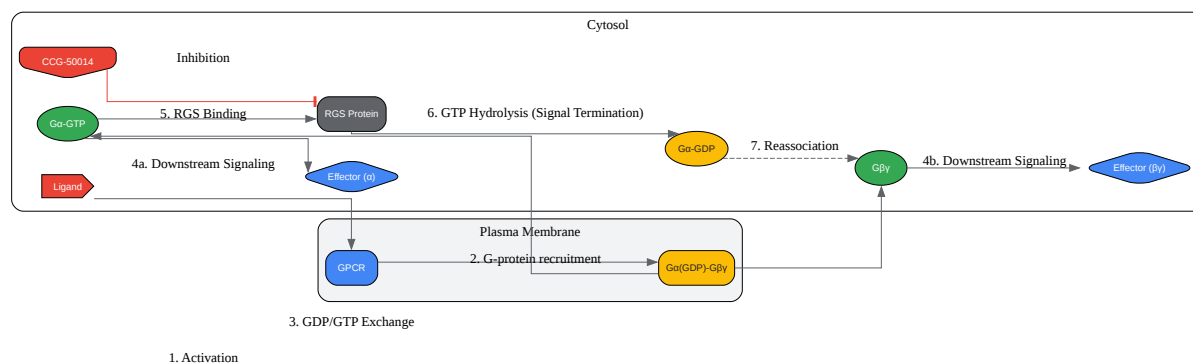 Cytosol
Inhibition
CCG-50014
5. RGS Binding
RGS Protein
6. GTP Hydrolysis (Signal Termination)
Gα-GTP
Gα-GDP
7. Reassociation
4a. Downstream Signaling
Effector (α)
Gβγ
4b. Downstream Signaling
Effector (βγ)
Ligand
Plasma Membrane
GPCR
2. G-protein recruitment
Gα(GDP)-Gβγ
3. GDP/GTP Exchange
1. Activation